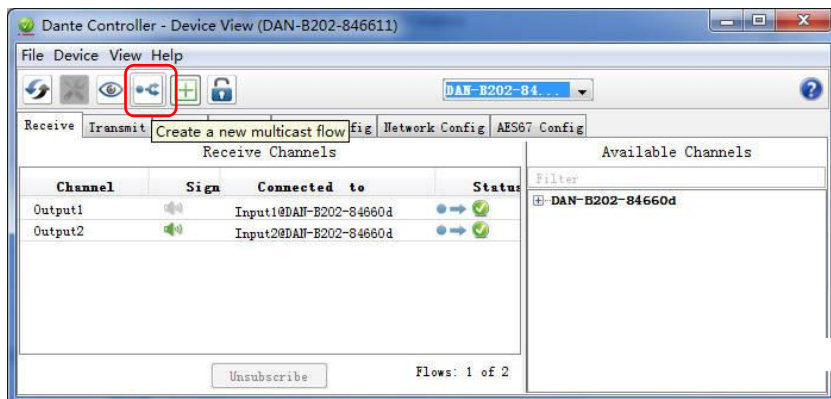 Dante Controller - Device View (DAN-B202-846611)
File Device View Help
DAN-B202-84...
Receive Transmit Create a new multicast flow fig Network Config AES67 Config
Receive Channels
Available Channels
Channel Sign Connected to Status
Filter
DAN-B202-84660d
Output1 Input1@DAN-B202-84660d
Output2 Input2@DAN-B202-84660d
Unsubscribe
Flows: 1 of 2